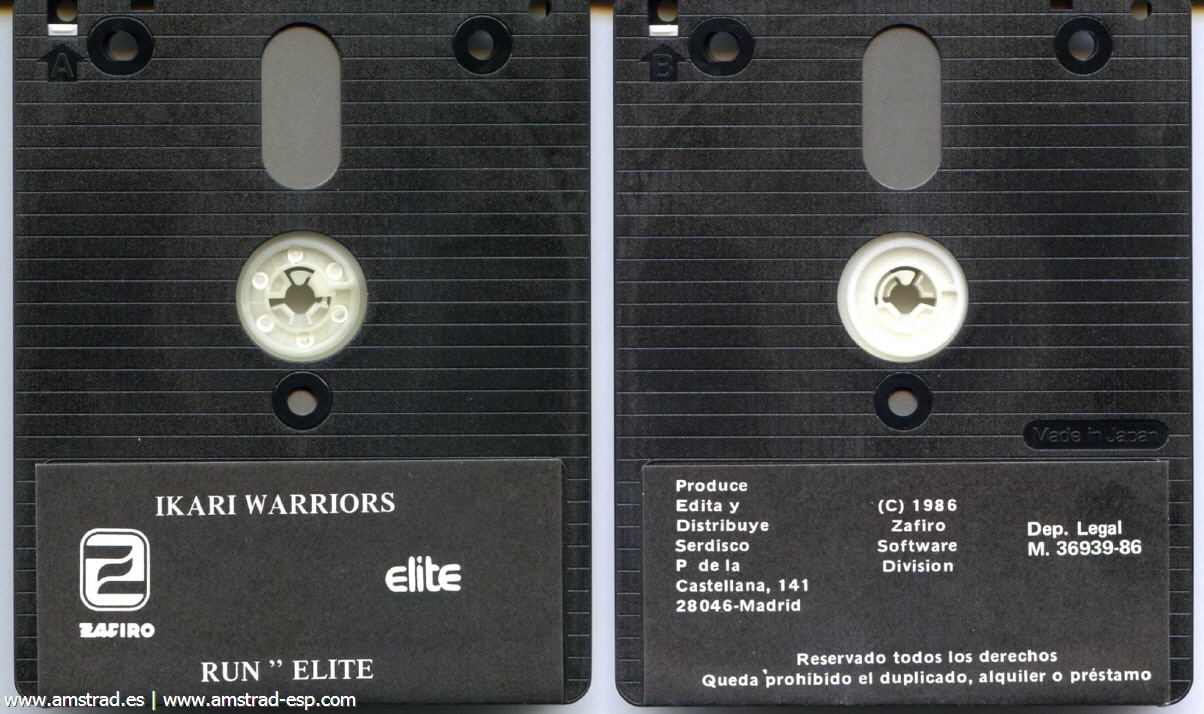 A
IKARI WARRIORS
ZAFIRO
elite
RUN ” ELITE
www.amstrad.es | www.amstrad-esp.com
B
Made in Japan
Produce
Edita y
Distribuye
Serdisco
P de la
Castellana, 141
28046-Madrid
(C) 1986
Zafiro
Software
Division
Dep. Legal
M. 36939-86
Reservado todos los derechos
Queda prohibido el duplicado, alquiler o préstamo